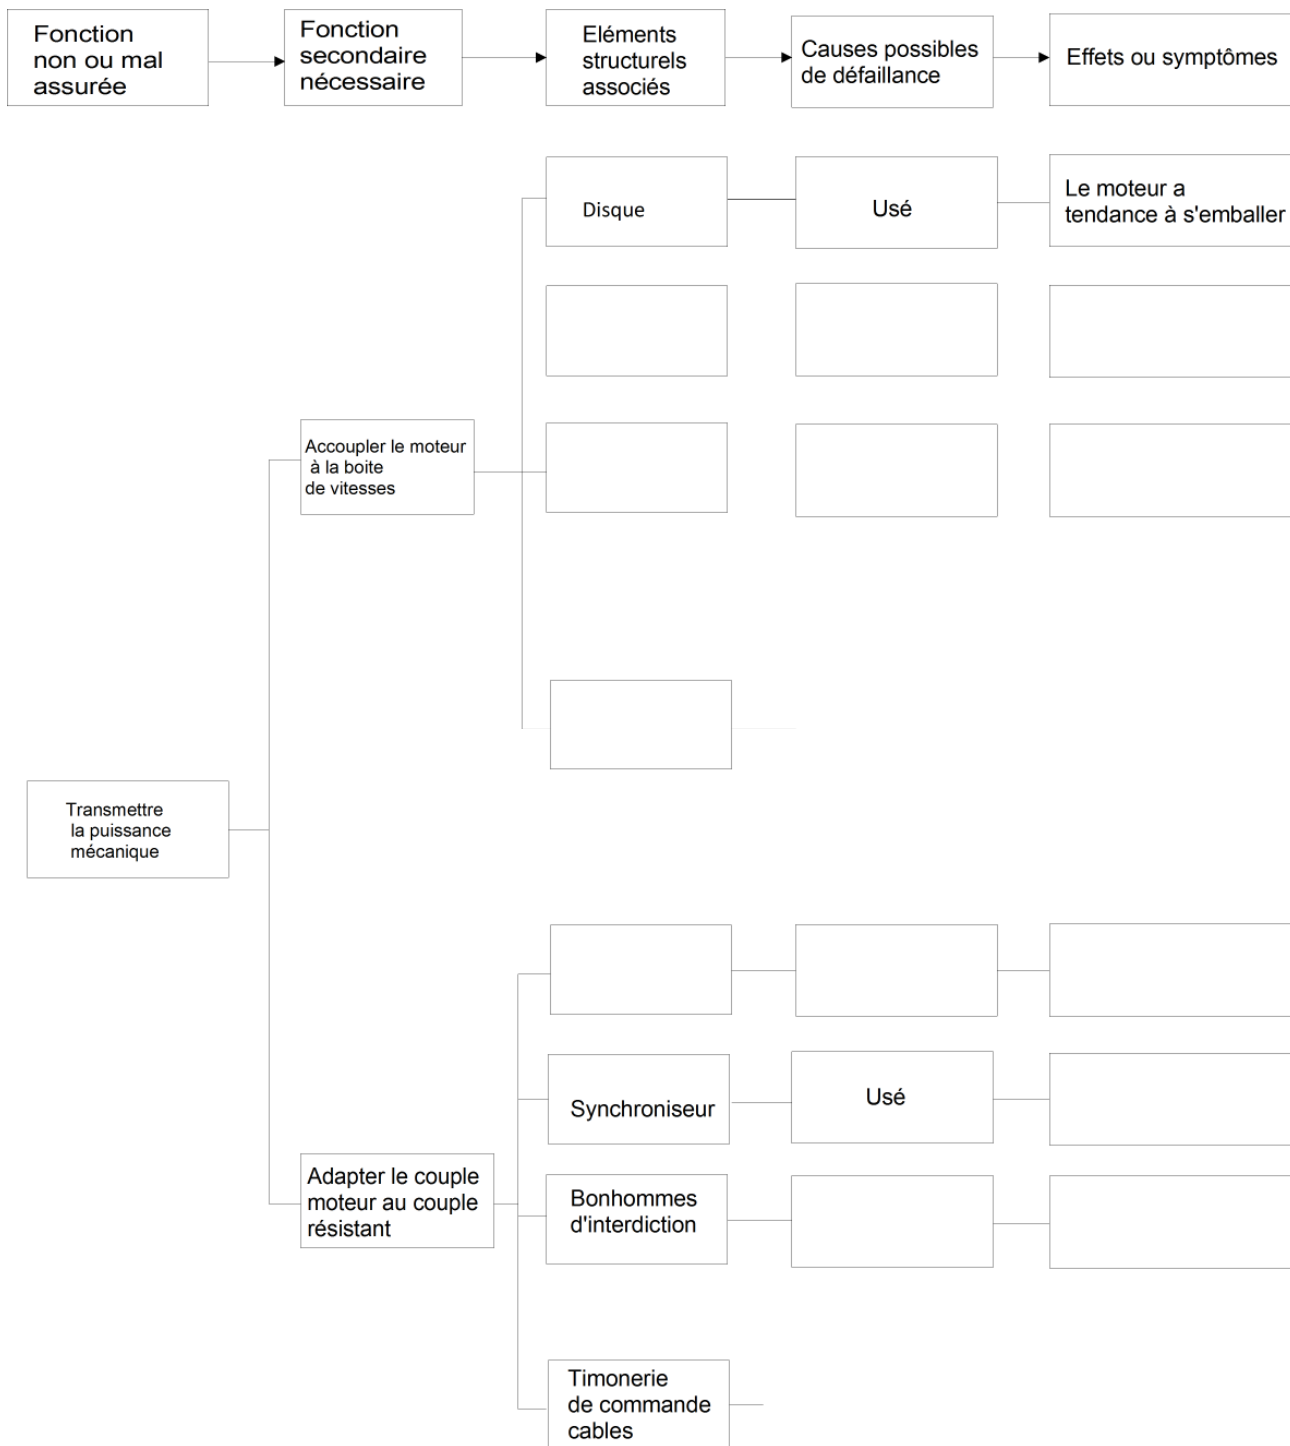 Fonction
non ou mal
assurée
Fonction
secondaire
nécessaire
Eléments
structurels
associés
Causes possibles
de défaillance
Effets ou symptômes
Disque
Usé
Le moteur a
tendance à s'emballer
Accoupler le moteur
à la boite
de vitesses
Transmettre
la puissance
mécanique
Synchroniseur
Usé
Adapter le couple
moteur au couple
résistant
Bonhommes
d'interdiction
Timonerie
de commande
cables